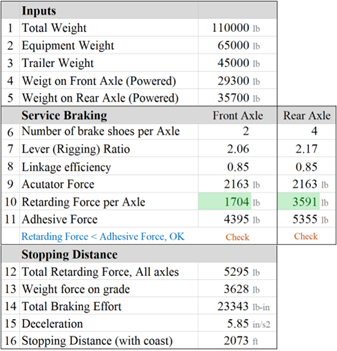 Inputs
1 Total Weight 110000 lb
2 Equipment Weight 65000 lb
3 Trailer Weight 45000 lb
4 Weigt on Front Axle (Powered) 29300 lb
5 Weight on Rear Axle (Powered) 35700 lb
Service Braking Front Axle Rear Axle
6 Number of brake shoes per Axle 2 4
7 Lever (Rigging) Ratio 2.06 2.17
8 Linkage efficiency 0.85 0.85
9 Acutator Force 2163 lb 2163 lb
10 Retarding Force per Axle 1704 lb 3591 lb
11 Adhesive Force 4395 lb 5355 lb
Retarding Force < Adhesive Force, OK Check Check
Stopping Distance
12 Total Retarding Force, All axles 5295 lb
13 Weight force on grade 3628 lb
14 Total Braking Effort 23343 lb-in
15 Deceleration 5.85 in/s2
16 Stopping Distance (with coast) 2073 ft